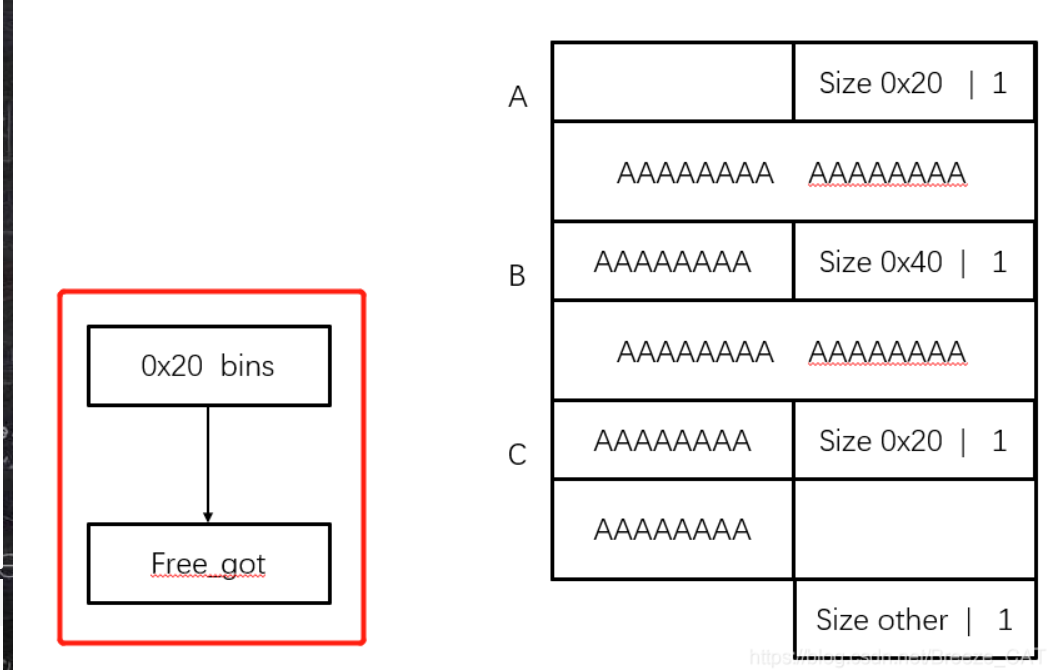 A
Size 0x20 | 1
AAAAAAAA AAAAAAAA
B
AAAAAAAA
Size 0x40 | 1
AAAAAAAA AAAAAAAA
C
AAAAAAAA
Size 0x20 | 1
AAAAAAAA
Size other | 1
0x20 bins
Free_got
https://blog.csdn.net/Breeze_CAT